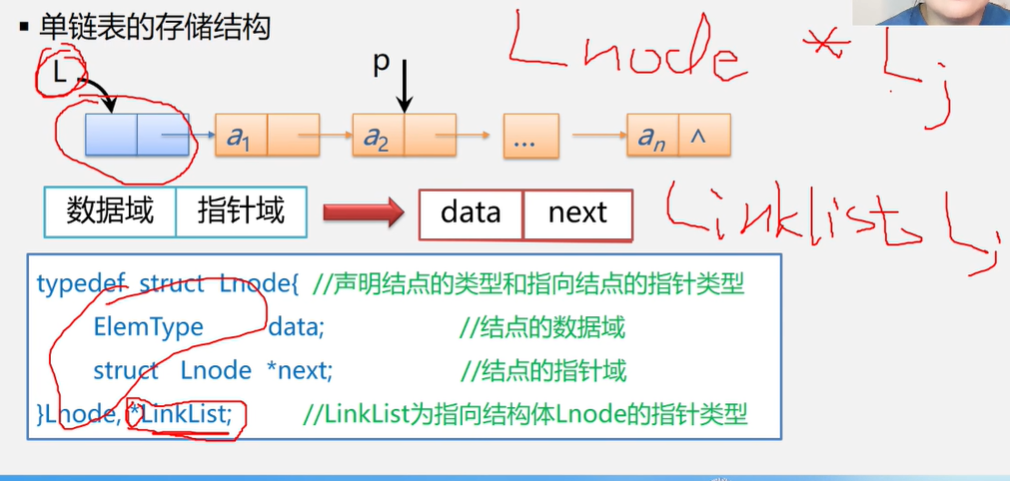 ▪ 单链表的存储结构
Lnode * L;
L
p
a1 a2 ... an ∧
数据域 指针域 data next
Linklist L;
typedef struct Lnode{ //声明结点的类型和指向结点的指针类型
ElemType data; //结点的数据域
struct Lnode *next; //结点的指针域
}Lnode, *LinkList; //LinkList为指向结构体Lnode的指针类型